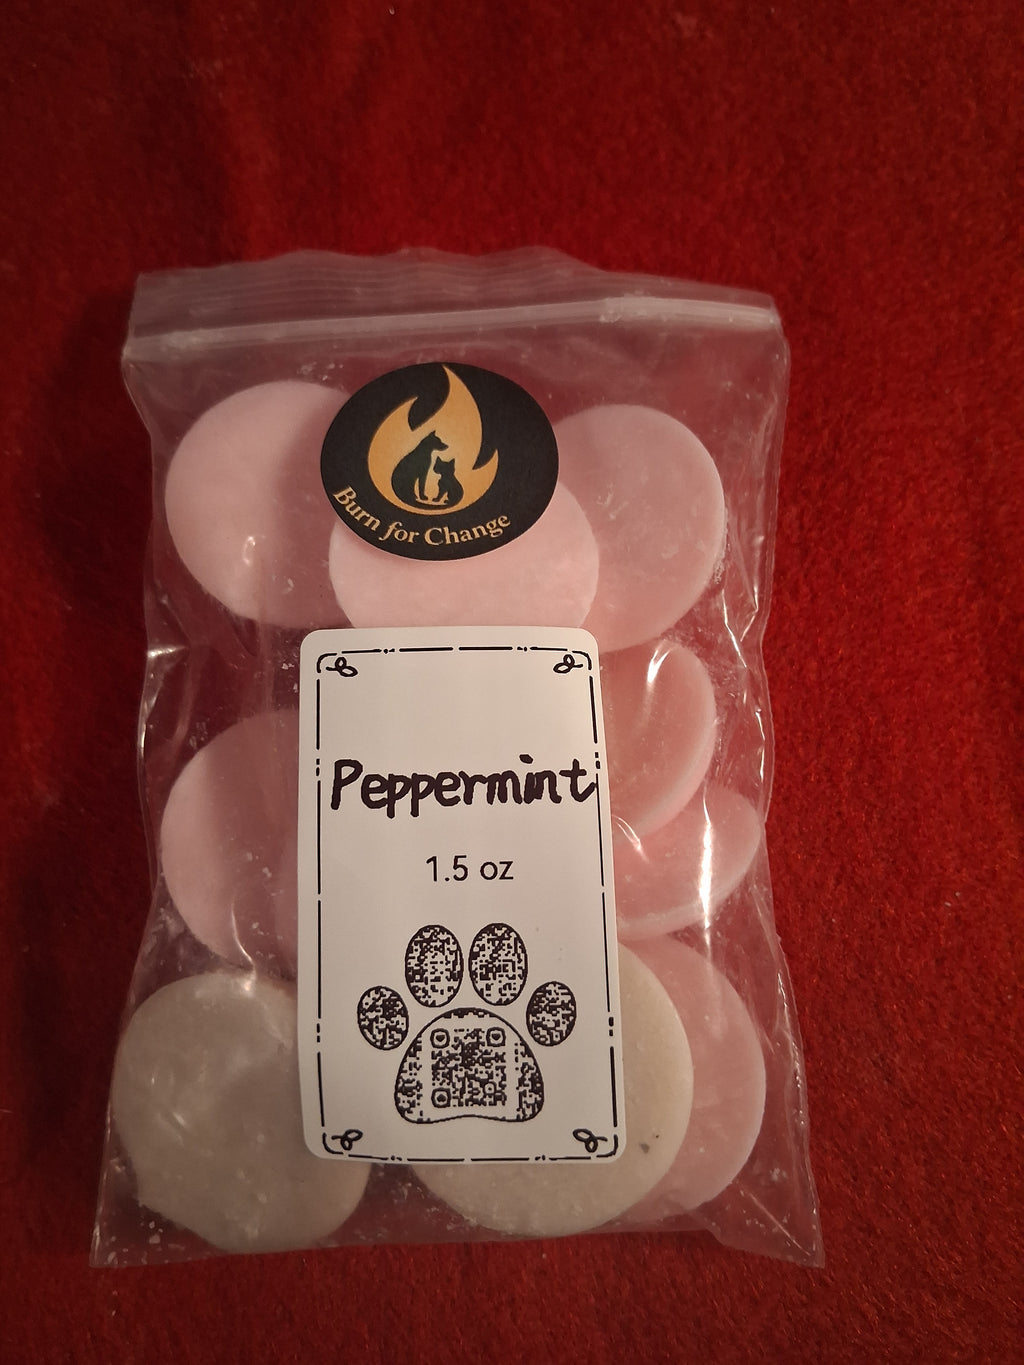 Burn for Change
Peppermint
1.5 oz